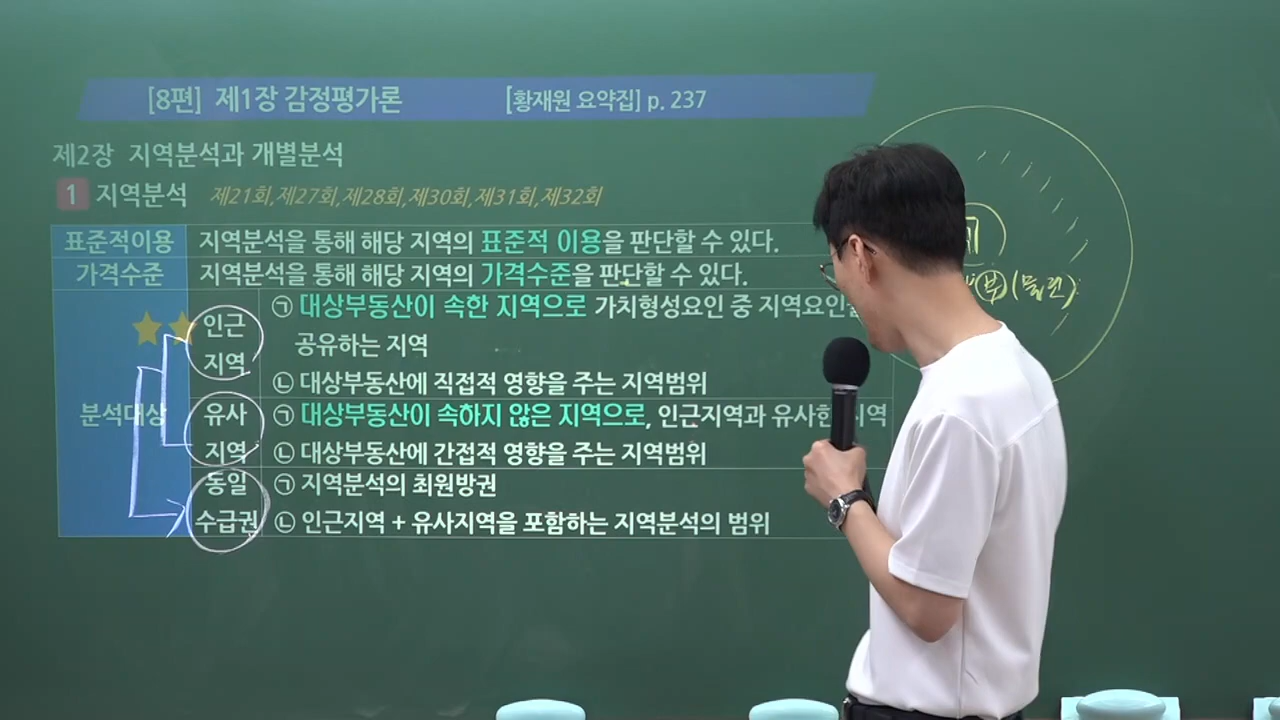 [8편] 제1장 감정평가론 [황재원 요약집] p. 237
제2장 지역분석과 개별분석
1 지역분석 제21회,제27회,제28회,제30회,제31회,제32회
표준적이용 지역분석을 통해 해당 지역의 표준적 이용을 판단할 수 있다.
가격수준 지역분석을 통해 해당 지역의 가격수준을 판단할 수 있다.
분석대상
인근
지역
㉠ 대상부동산이 속한 지역으로 가치형성요인 중 지역요인을
공유하는 지역
㉡ 대상부동산에 직접적 영향을 주는 지역범위
유사
지역
㉠ 대상부동산이 속하지 않은 지역으로, 인근지역과 유사한 지역
㉡ 대상부동산에 간접적 영향을 주는 지역범위
동일
수급권
㉠ 지역분석의 최원방권
㉡ 인근지역 + 유사지역을 포함하는 지역분석의 범위